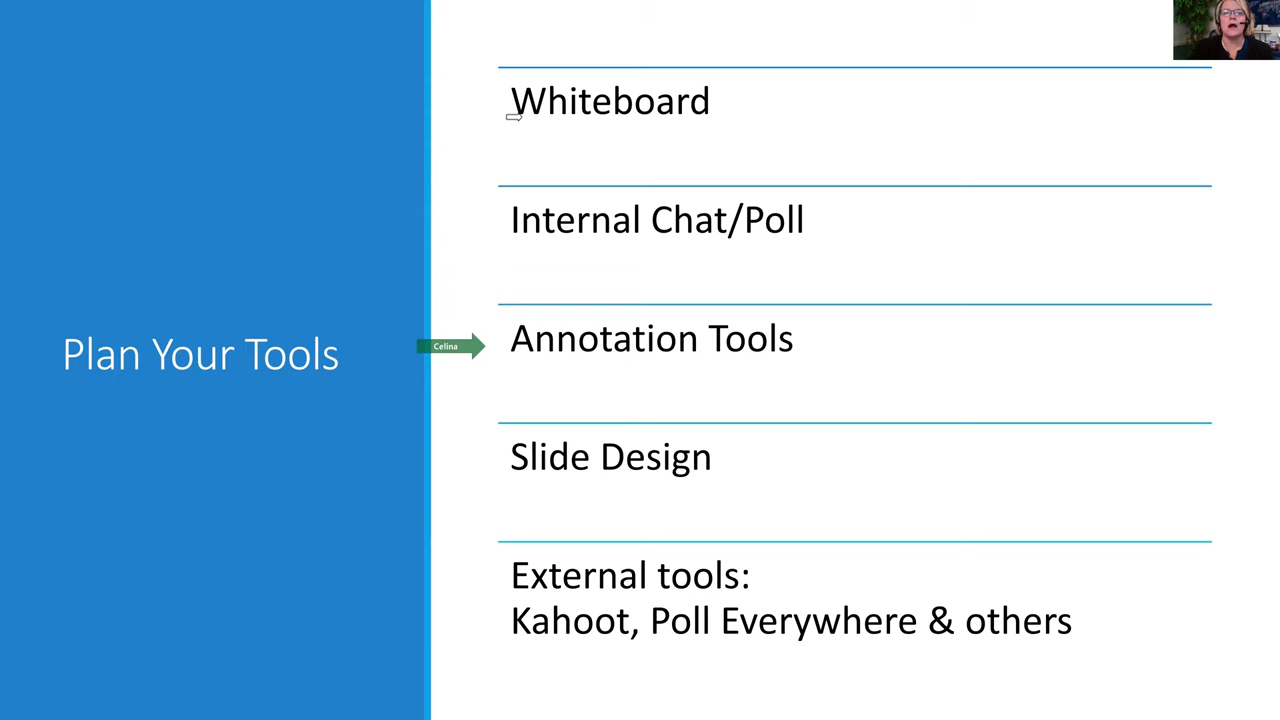 Plan Your Tools
Whiteboard
Internal Chat/Poll
Celina
Annotation Tools
Slide Design
External tools:
Kahoot, Poll Everywhere & others